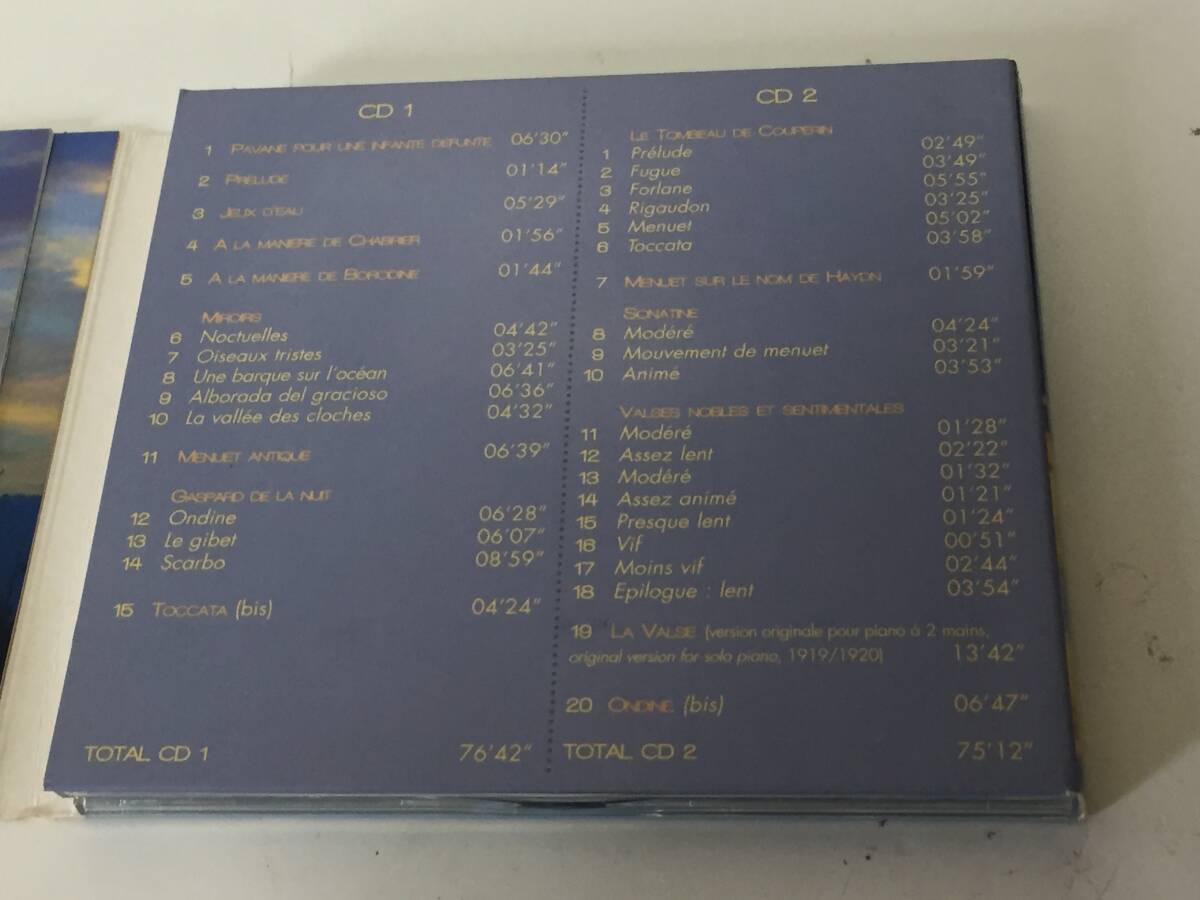 CD 1
1 PAVANE POUR UNE INFANTE DEFUNTE 06'30"
2 PRÉLUDE 01'14"
3 JEUX D'EAU 05'29"
4 A LA MANIERE DE CHABRIER 01'56"
5 A LA MANIERE DE BORODINE 01'44"
MIROIRS
6 Noctuelles 04'42"
7 Oiseaux tristes 03'25"
8 Une barque sur l'océan 06'41"
9 Alborada del gracioso 06'36"
10 La vallée des cloches 04'32"
11 MENUET ANTIQUE 06'39"
GASPARD DE LA NUIT
12 Ondine 06'28"
13 Le gibet 06'07"
14 Scarbo 08'59"
15 TOCCATA (bis) 04'24"
TOTAL CD 1 76'42"
CD 2
LE TOMBEAU DE COUPERIN
1 Prélude 02'49"
2 Fugue 03'49"
3 Forlane 05'55"
4 Rigaudon 03'25"
5 Menuet 05'02"
6 Toccata 03'58"
7 MENUET SUR LE NOM DE HAYDN 01'59"
SONATINE
8 Modéré 04'24"
9 Mouvement de menuet 03'21"
10 Animé 03'53"
VALSES NOBLES ET SENTIMENTALES
11 Modéré 01'28"
12 Assez lent 02'22"
13 Modéré 01'32"
14 Assez animé 01'21"
15 Presque lent 01'24"
16 Vif 00'51"
17 Moins vif 02'44"
18 Epilogue : lent 03'54"
19 LA VALSE (version originale pour piano à 2 mains,
original version for solo piano, 1919/1920) 13'42"
20 ONDINE (bis) 06'47"
TOTAL CD 2 75'12"